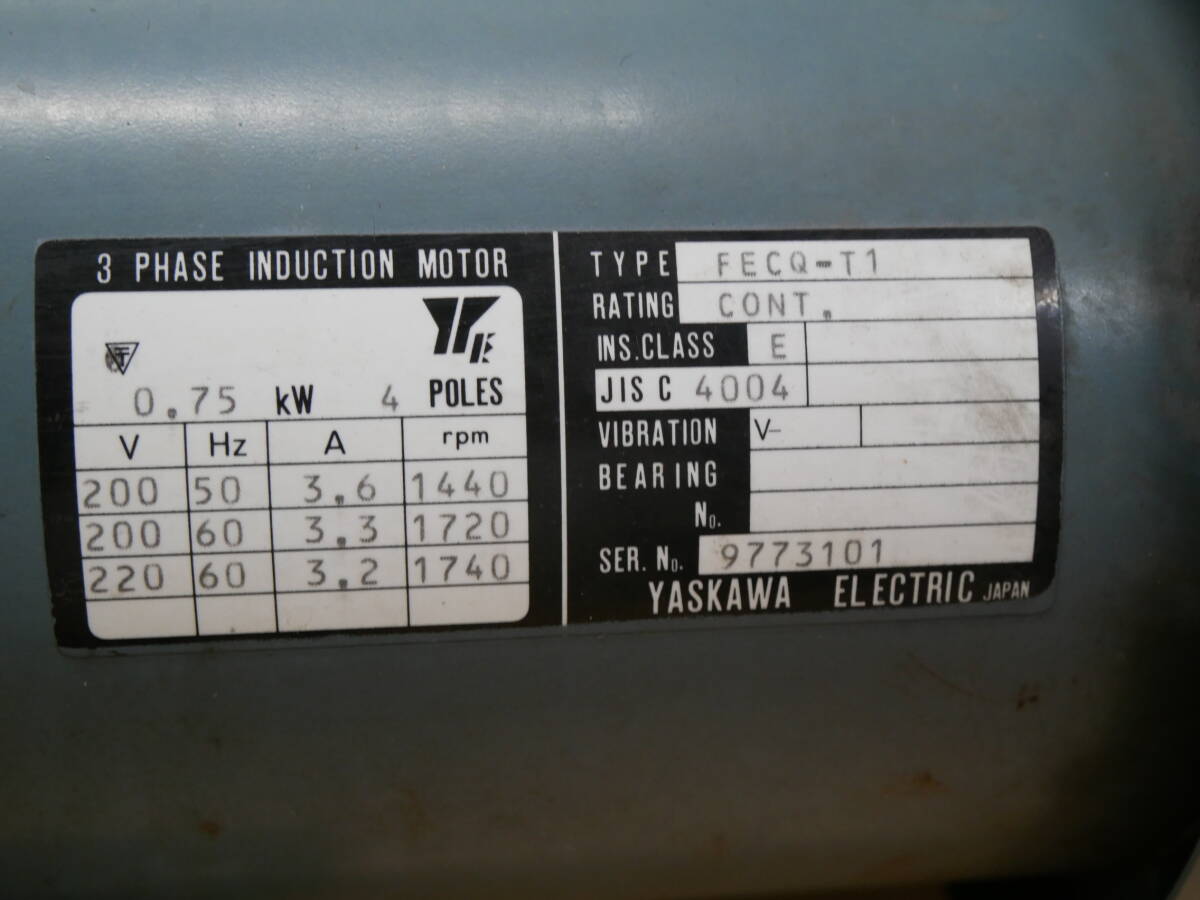 3 PHASE INDUCTION MOTOR
YE
0.75 kW 4 POLES
V Hz A rpm
200 50 3.6 1440
200 60 3.3 1720
220 60 3.2 1740
TYPE FECQ-T1
RATING CONT.
INS.CLASS E
JIS C 4004
VIBRATION V-
BEARING
No.
SER. No. 9773101
YASKAWA ELECTRIC JAPAN